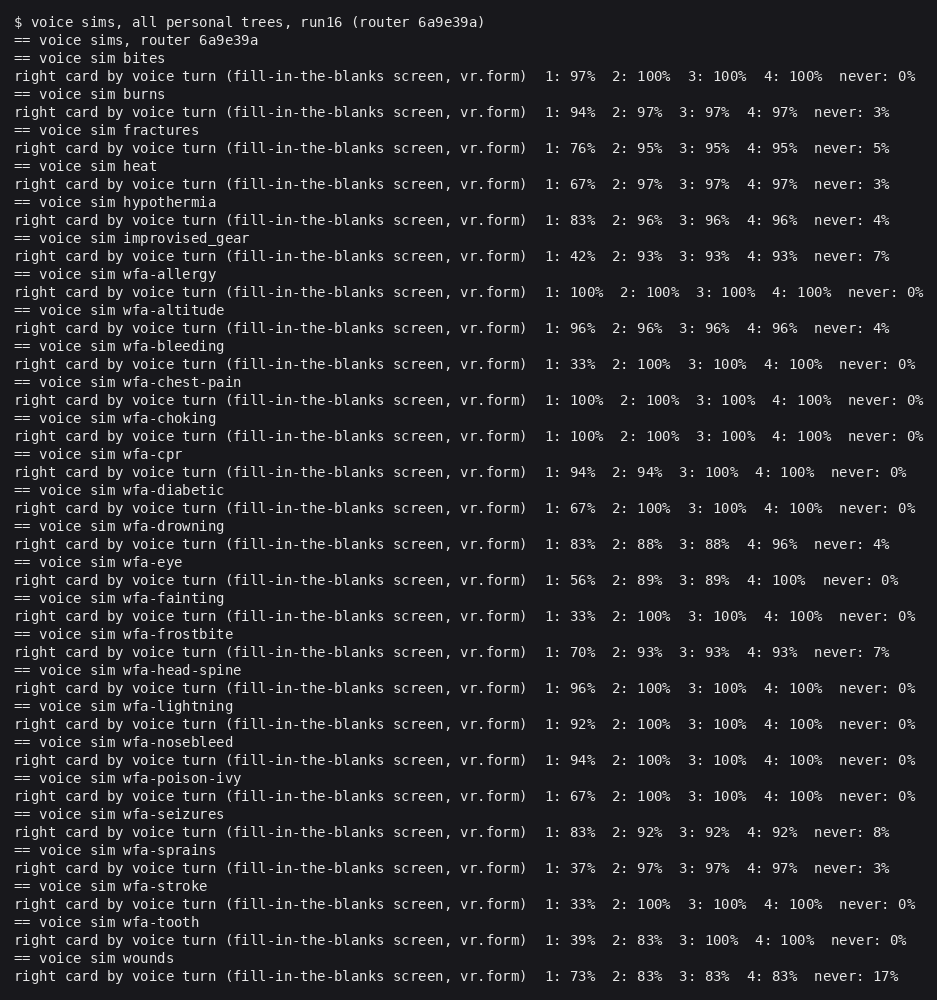 $ voice sims, all personal trees, run16 (router 6a9e39a)
== voice sims, router 6a9e39a
== voice sim bites
right card by voice turn (fill-in-the-blanks screen, vr.form)  1: 97%  2: 100%  3: 100%  4: 100%  never: 0%
== voice sim burns
right card by voice turn (fill-in-the-blanks screen, vr.form)  1: 94%  2: 97%  3: 97%  4: 97%  never: 3%
== voice sim fractures
right card by voice turn (fill-in-the-blanks screen, vr.form)  1: 76%  2: 95%  3: 95%  4: 95%  never: 5%
== voice sim heat
right card by voice turn (fill-in-the-blanks screen, vr.form)  1: 67%  2: 97%  3: 97%  4: 97%  never: 3%
== voice sim hypothermia
right card by voice turn (fill-in-the-blanks screen, vr.form)  1: 83%  2: 96%  3: 96%  4: 96%  never: 4%
== voice sim improvised_gear
right card by voice turn (fill-in-the-blanks screen, vr.form)  1: 42%  2: 93%  3: 93%  4: 93%  never: 7%
== voice sim wfa-allergy
right card by voice turn (fill-in-the-blanks screen, vr.form)  1: 100%  2: 100%  3: 100%  4: 100%  never: 0%
== voice sim wfa-altitude
right card by voice turn (fill-in-the-blanks screen, vr.form)  1: 96%  2: 96%  3: 96%  4: 96%  never: 4%
== voice sim wfa-bleeding
right card by voice turn (fill-in-the-blanks screen, vr.form)  1: 33%  2: 100%  3: 100%  4: 100%  never: 0%
== voice sim wfa-chest-pain
right card by voice turn (fill-in-the-blanks screen, vr.form)  1: 100%  2: 100%  3: 100%  4: 100%  never: 0%
== voice sim wfa-choking
right card by voice turn (fill-in-the-blanks screen, vr.form)  1: 100%  2: 100%  3: 100%  4: 100%  never: 0%
== voice sim wfa-cpr
right card by voice turn (fill-in-the-blanks screen, vr.form)  1: 94%  2: 94%  3: 100%  4: 100%  never: 0%
== voice sim wfa-diabetic
right card by voice turn (fill-in-the-blanks screen, vr.form)  1: 67%  2: 100%  3: 100%  4: 100%  never: 0%
== voice sim wfa-drowning
right card by voice turn (fill-in-the-blanks screen, vr.form)  1: 83%  2: 88%  3: 88%  4: 96%  never: 4%
== voice sim wfa-eye
right card by voice turn (fill-in-the-blanks screen, vr.form)  1: 56%  2: 89%  3: 89%  4: 100%  never: 0%
== voice sim wfa-fainting
right card by voice turn (fill-in-the-blanks screen, vr.form)  1: 33%  2: 100%  3: 100%  4: 100%  never: 0%
== voice sim wfa-frostbite
right card by voice turn (fill-in-the-blanks screen, vr.form)  1: 70%  2: 93%  3: 93%  4: 93%  never: 7%
== voice sim wfa-head-spine
right card by voice turn (fill-in-the-blanks screen, vr.form)  1: 96%  2: 100%  3: 100%  4: 100%  never: 0%
== voice sim wfa-lightning
right card by voice turn (fill-in-the-blanks screen, vr.form)  1: 92%  2: 100%  3: 100%  4: 100%  never: 0%
== voice sim wfa-nosebleed
right card by voice turn (fill-in-the-blanks screen, vr.form)  1: 94%  2: 100%  3: 100%  4: 100%  never: 0%
== voice sim wfa-poison-ivy
right card by voice turn (fill-in-the-blanks screen, vr.form)  1: 67%  2: 100%  3: 100%  4: 100%  never: 0%
== voice sim wfa-seizures
right card by voice turn (fill-in-the-blanks screen, vr.form)  1: 83%  2: 92%  3: 92%  4: 92%  never: 8%
== voice sim wfa-sprains
right card by voice turn (fill-in-the-blanks screen, vr.form)  1: 37%  2: 97%  3: 97%  4: 97%  never: 3%
== voice sim wfa-stroke
right card by voice turn (fill-in-the-blanks screen, vr.form)  1: 33%  2: 100%  3: 100%  4: 100%  never: 0%
== voice sim wfa-tooth
right card by voice turn (fill-in-the-blanks screen, vr.form)  1: 39%  2: 83%  3: 100%  4: 100%  never: 0%
== voice sim wounds
right card by voice turn (fill-in-the-blanks screen, vr.form)  1: 73%  2: 83%  3: 83%  4: 83%  never: 17%